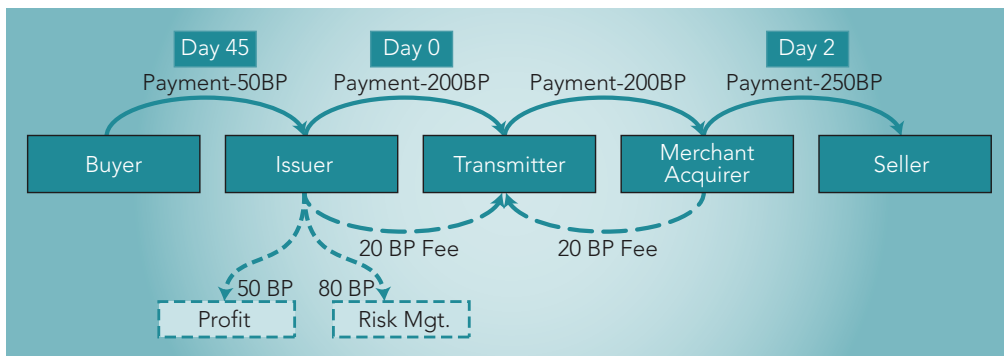 Day 45
Day 0
Day 2
Payment-50BP
Payment-200BP
Payment-200BP
Payment-250BP
Buyer
Issuer
Transmitter
Merchant
Acquirer
Seller
20 BP Fee
20 BP Fee
50 BP
80 BP
Profit
Risk Mgt.